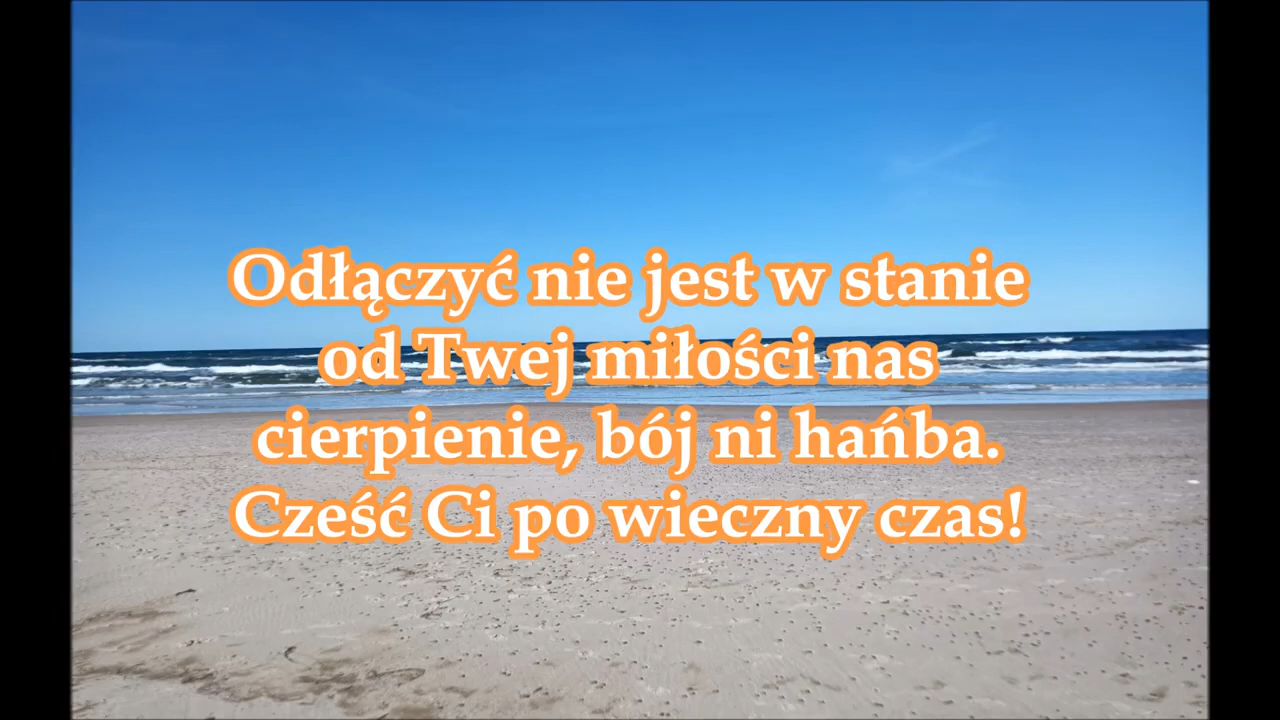 Odłączyć nie jest w stanie
od Twej miłości nas
cierpienie, bój ni hańba.
Cześć Ci po wieczny czas!